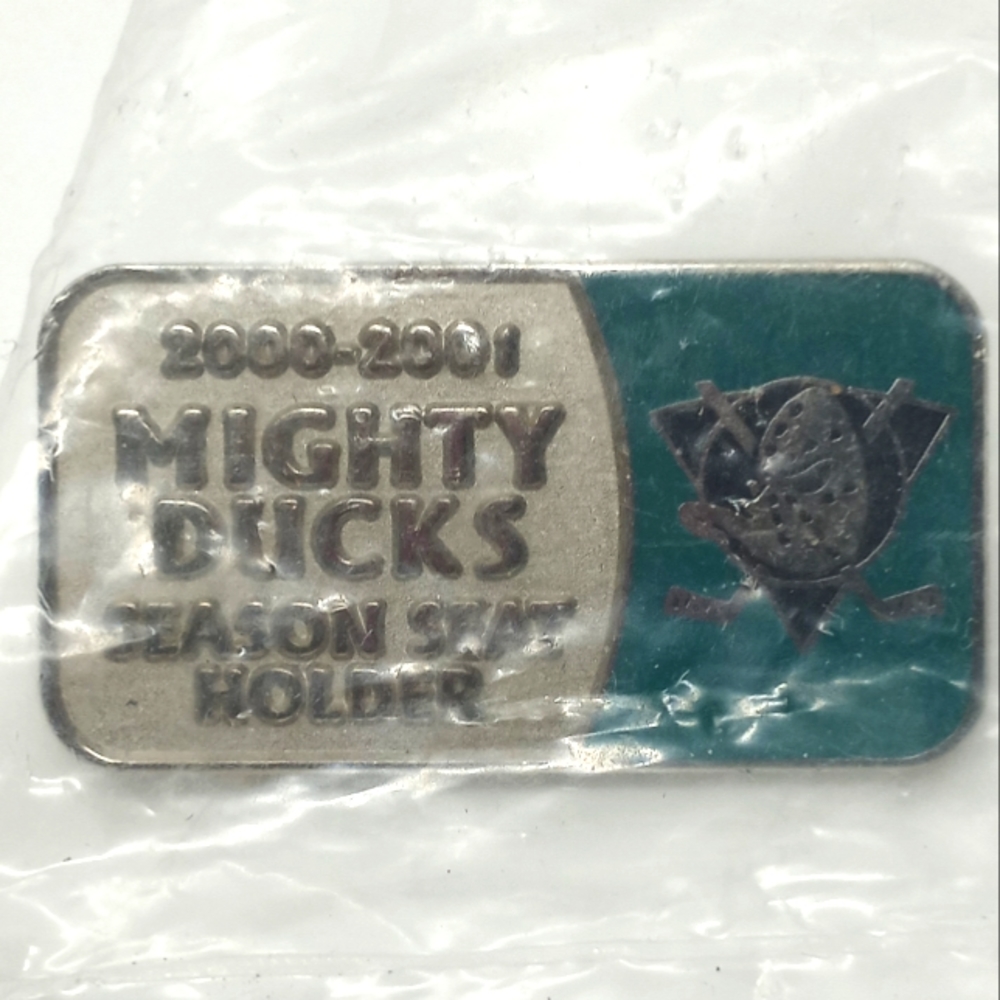 2000-2001
MIGHTY
DUCKS
SEASON SEAT
HOLDER